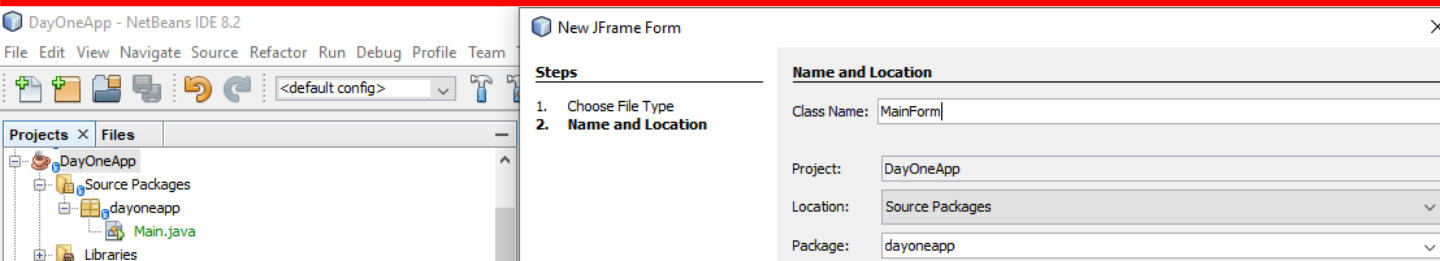 DayOneApp - NetBeans IDE 8.2
File Edit View Navigate Source Refactor Run Debug Profile Team
<default config>
Projects × Files
DayOneApp
Source Packages
dayoneapp
Main.java
Libraries
New JFrame Form
Steps
1. Choose File Type
2. Name and Location
Name and Location
Class Name: MainForm
Project: DayOneApp
Location: Source Packages
Package: dayoneapp